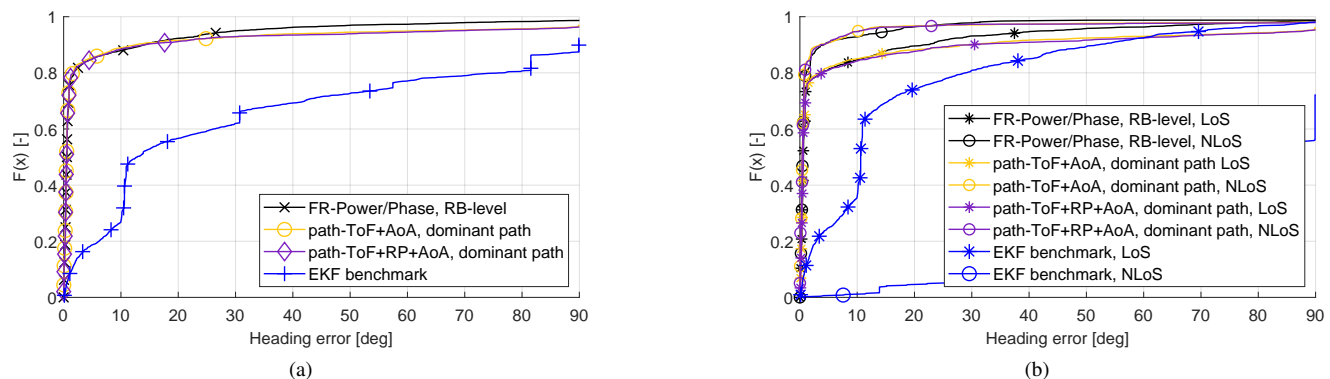 1
0.8
0.6
0.4
0.2
0
F(x) [-]
0 10 20 30 40 50 60 70 80 90
Heading error [deg]
FR-Power/Phase, RB-level
path-ToF+AoA, dominant path
path-ToF+RP+AoA, dominant path
EKF benchmark
(a)
1
0.8
0.6
0.4
0.2
0
F(x) [-]
0 10 20 30 40 50 60 70 80 90
Heading error [deg]
FR-Power/Phase, RB-level, LoS
FR-Power/Phase, RB-level, NLoS
path-ToF+AoA, dominant path LoS
path-ToF+AoA, dominant path, NLoS
path-ToF+RP+AoA, dominant path, LoS
path-ToF+RP+AoA, dominant path, NLoS
EKF benchmark, LoS
EKF benchmark, NLoS
(b)